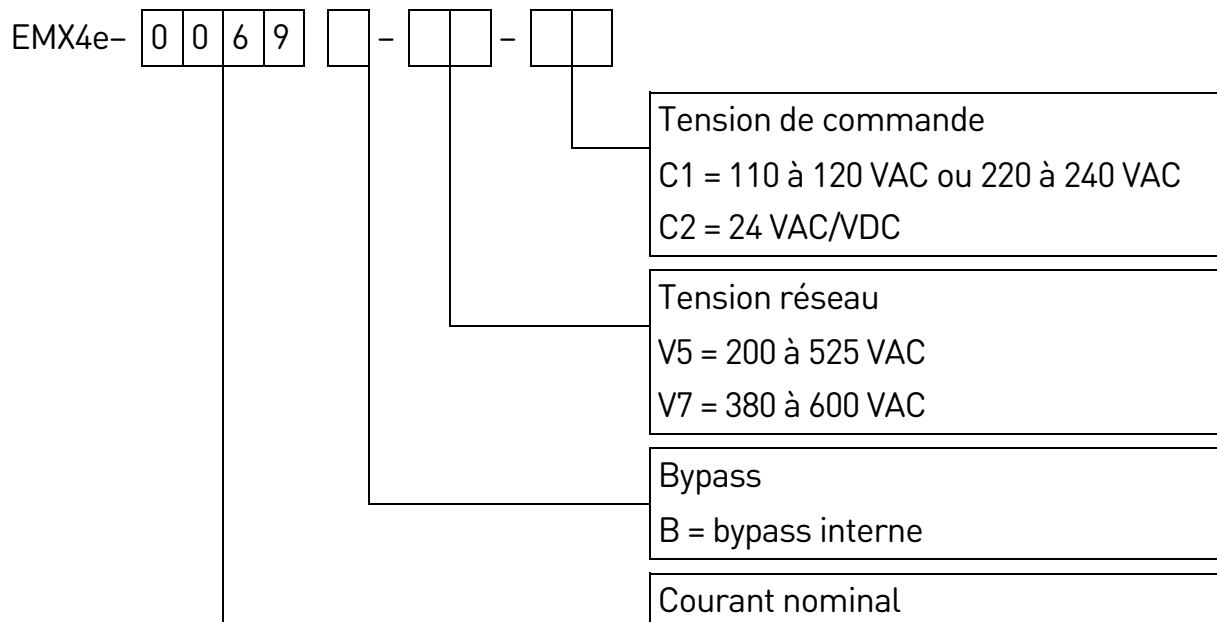 EMX4e– 0 0 6 9 – –
Tension de commande
C1 = 110 à 120 VAC ou 220 à 240 VAC
C2 = 24 VAC/VDC
Tension réseau
V5 = 200 à 525 VAC
V7 = 380 à 600 VAC
Bypass
B = bypass interne
Courant nominal